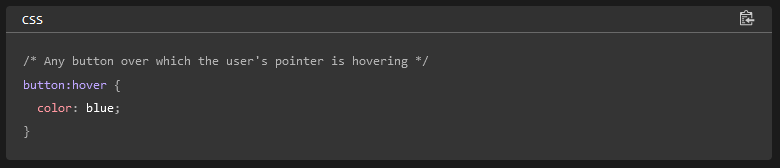 CSS
/* Any button over which the user's pointer is hovering */
button:hover {
  color: blue;
}